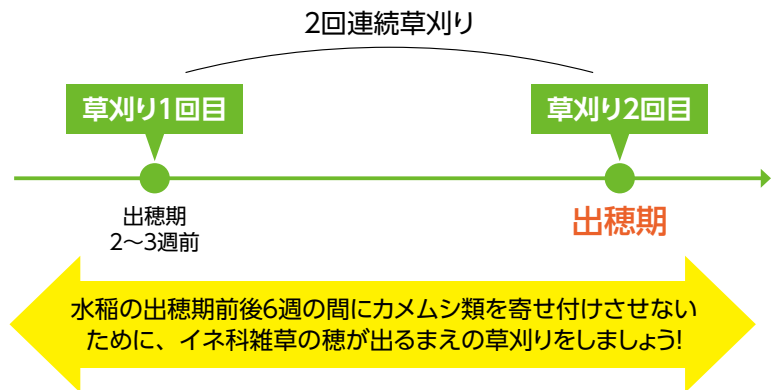 2回連続草刈り
草刈り1回目
草刈り2回目
出穂期
2〜3週前
出穂期
水稲の出穂期前後6週の間にカメムシ類を寄せ付けさせない
ために、イネ科雑草の穂が出るまえの草刈りをしましょう!